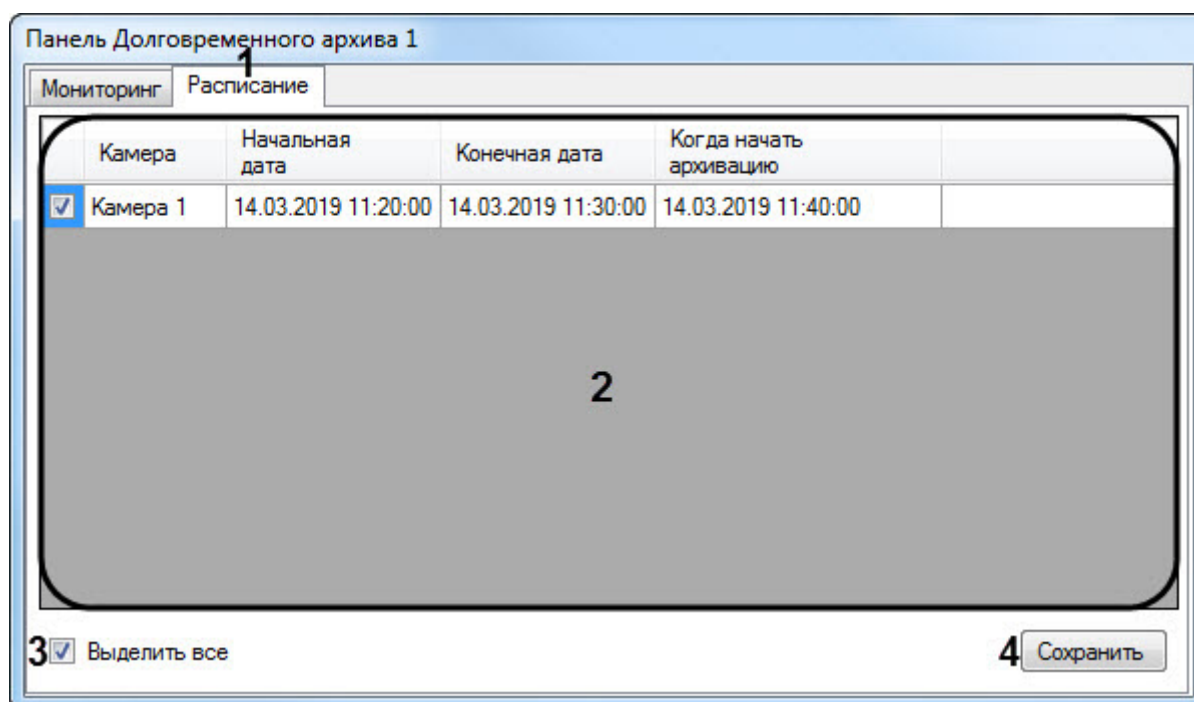 Панель Долговременного архива 1
1
Мониторинг Расписание
Камера Начальная дата Конечная дата Когда начать архивацию
Камера 1 14.03.2019 11:20:00 14.03.2019 11:30:00 14.03.2019 11:40:00
2
3 Выделить все 4 Сохранить